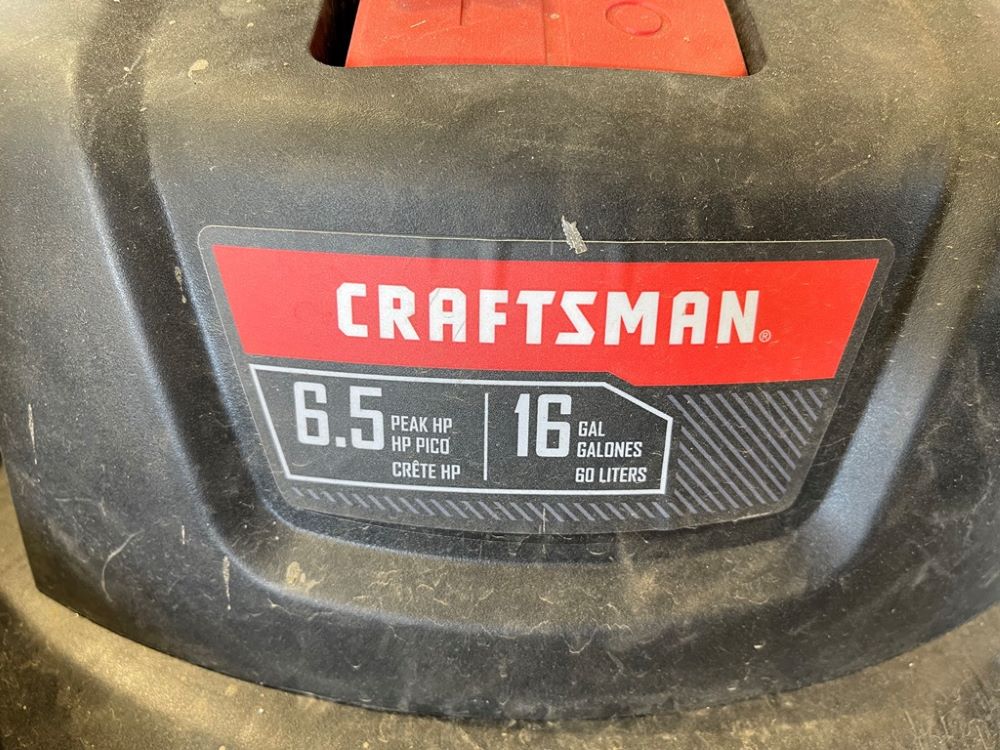 CRAFTSMAN®
6.5 PEAK HP
HP PICO
CRÊTE HP
16 GAL
GALONES
60 LITERS